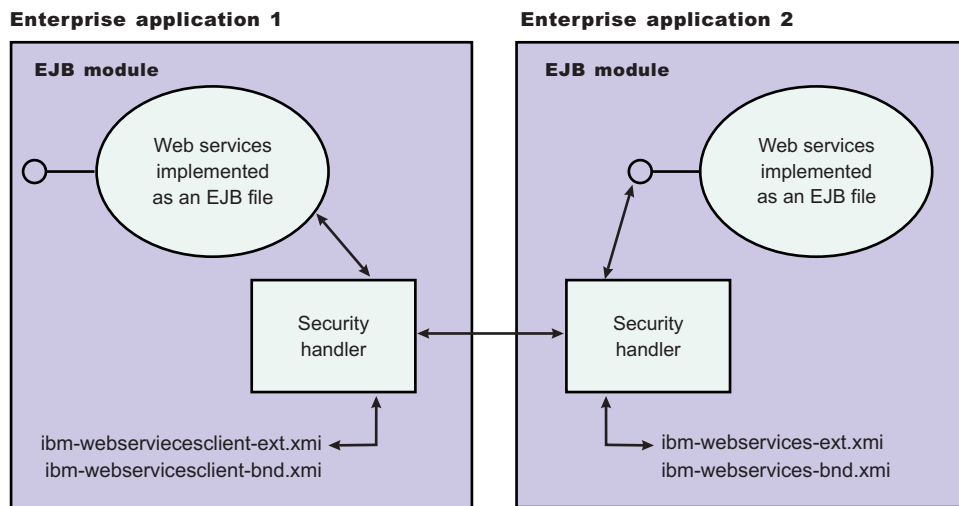 Enterprise application 1
EJB module
Web services
implemented
as an EJB file
Security
handler
ibm-webserviecesclient-ext.xmi
ibm-webservicesclient-bnd.xmi
Enterprise application 2
EJB module
Web services
implemented
as an EJB file
Security
handler
ibm-webservices-ext.xmi
ibm-webservices-bnd.xmi